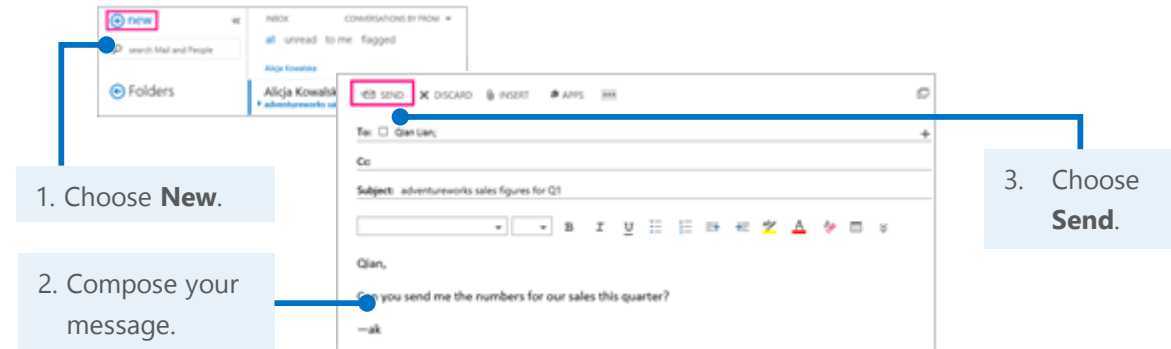 new
INBOX CONVERSATIONS BY FROM
all unread to me flagged
search Mail and People
Alicja Kowalska
Folders
Alicja Kowalsk
adventureworks sal
SEND DISCARD INSERT APPS
To: Qian Lian;
Cc:
Subject: adventureworks sales figures for Q1
B I U A
Qian,
Can you send me the numbers for our sales this quarter?
—ak
1. Choose New.
2. Compose your
message.
3. Choose
Send.